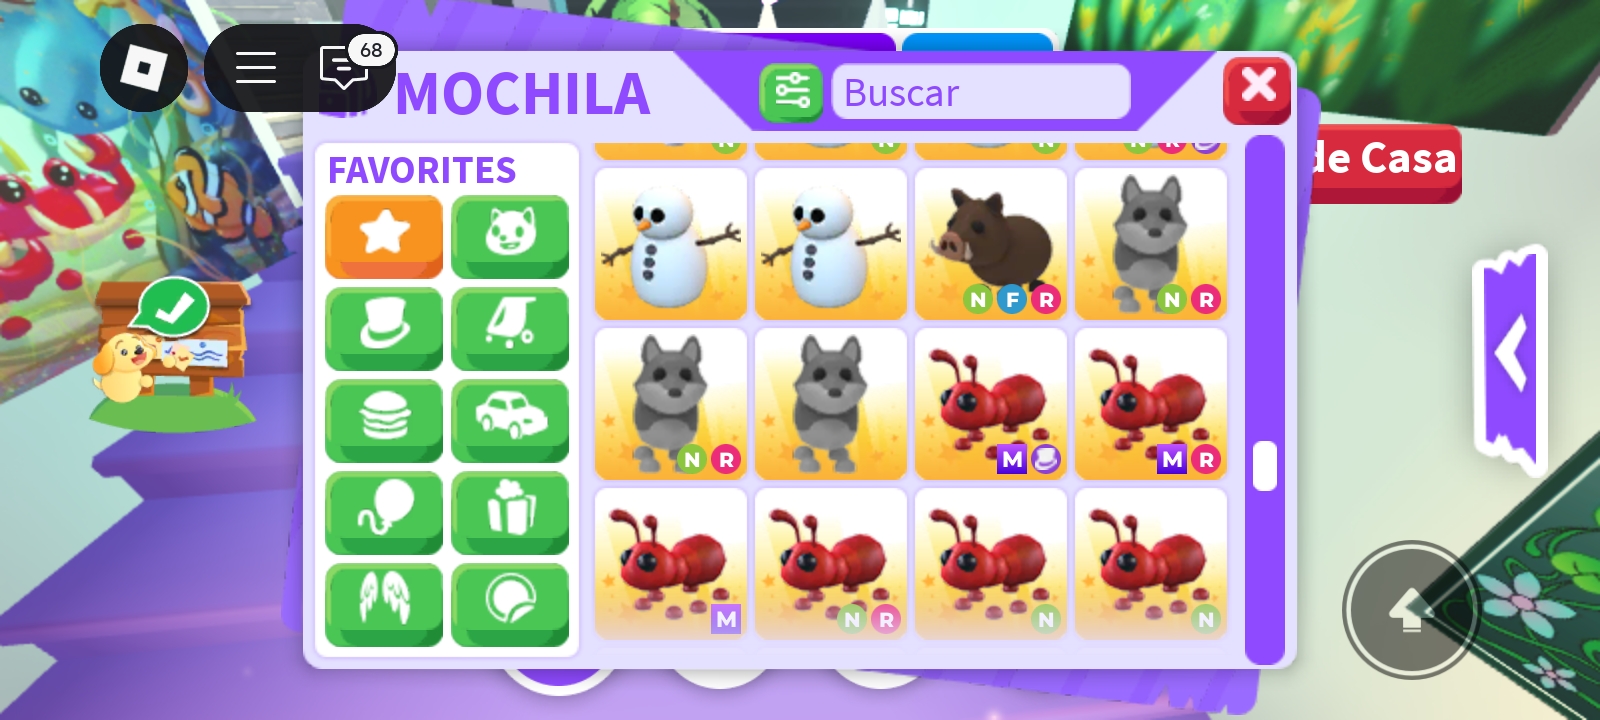 68
MOCHILA
Buscar
de Casa
FAVORITES
N
N
N
N R
N F R
N R
N R
M
M R
M
N R
N
N